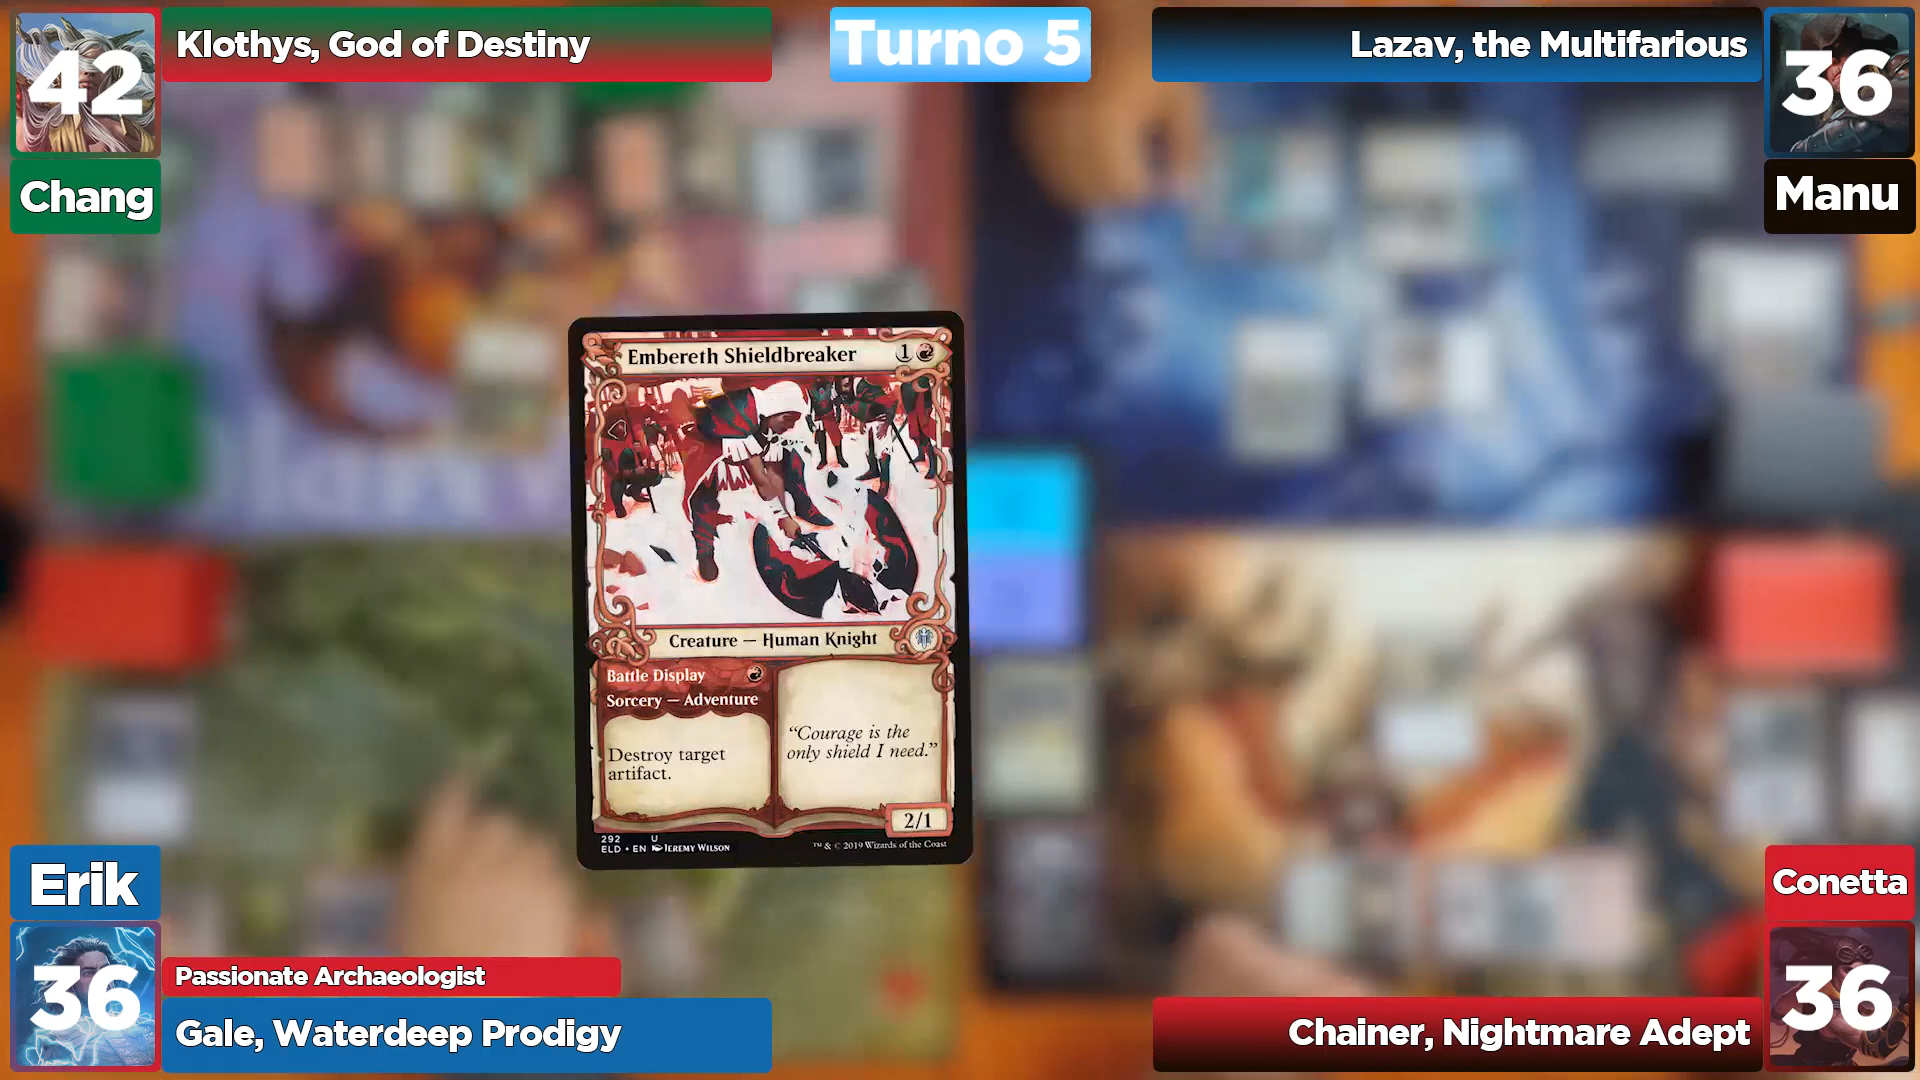 42
Klothys, God of Destiny
Turno 5
Lazav, the Multifarious
36
Chang
Manu
Embereth Shieldbreaker 1
Creature — Human Knight
Battle Display
Sorcery — Adventure
Destroy target
artifact.
“Courage is the
only shield I need.”
2/1
292 U
ELD • EN JEREMY WILSON
™ & © 2019 Wizards of the Coast
Erik
36
Passionate Archaeologist
Gale, Waterdeep Prodigy
Conetta
36
Chainer, Nightmare Adept